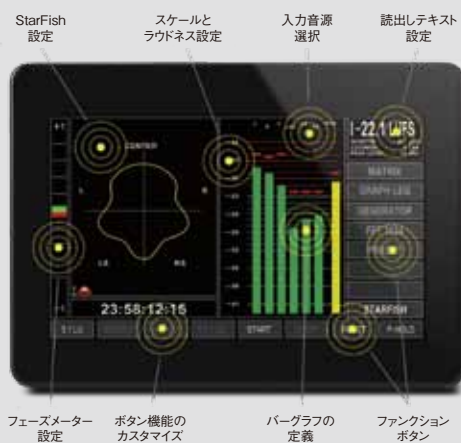 StarFish
設定
スケールと
ラウドネス設定
入力音源
選択
読出しテキスト
設定
CENTER
L
R
LS
RS
MATRIX
GRAPH LEG
GENERATOR
STARFISH
23:58:12:15
START
P-HOLD
フェーズメーター
設定
ボタン機能の
カスタマイズ
バーグラフの
定義
ファンクション
ボタン